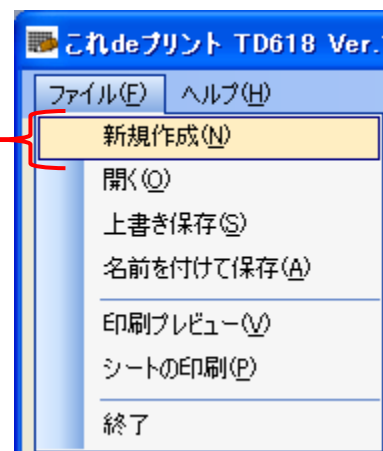 これdeプリント TD618 Ver.
ファイル(F) ヘルプ(H)
新規作成(N)
開く(O)
上書き保存(S)
名前を付けて保存(A)
印刷プレビュー(V)
シートの印刷(P)
終了